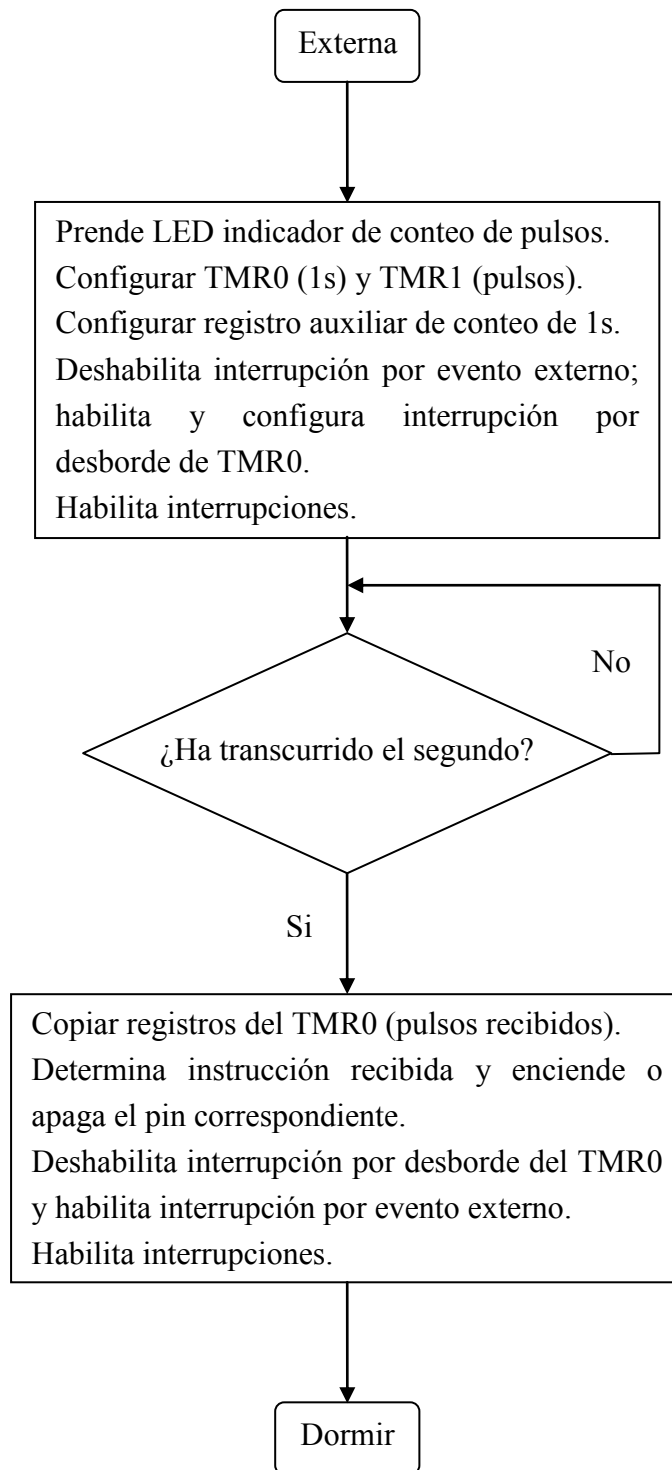 Externa
Prende LED indicador de conteo de pulsos.
Configurar TMR0 (1s) y TMR1 (pulsos).
Configurar registro auxiliar de conteo de 1s.
Deshabilita interrupción por evento externo;
habilita y configura interrupción por
desborde de TMR0.
Habilita interrupciones.
No
¿Ha transcurrido el segundo?
Si
Copiar registros del TMR0 (pulsos recibidos).
Determina instrucción recibida y enciende o
apaga el pin correspondiente.
Deshabilita interrupción por desborde del TMR0
y habilita interrupción por evento externo.
Habilita interrupciones.
Dormir